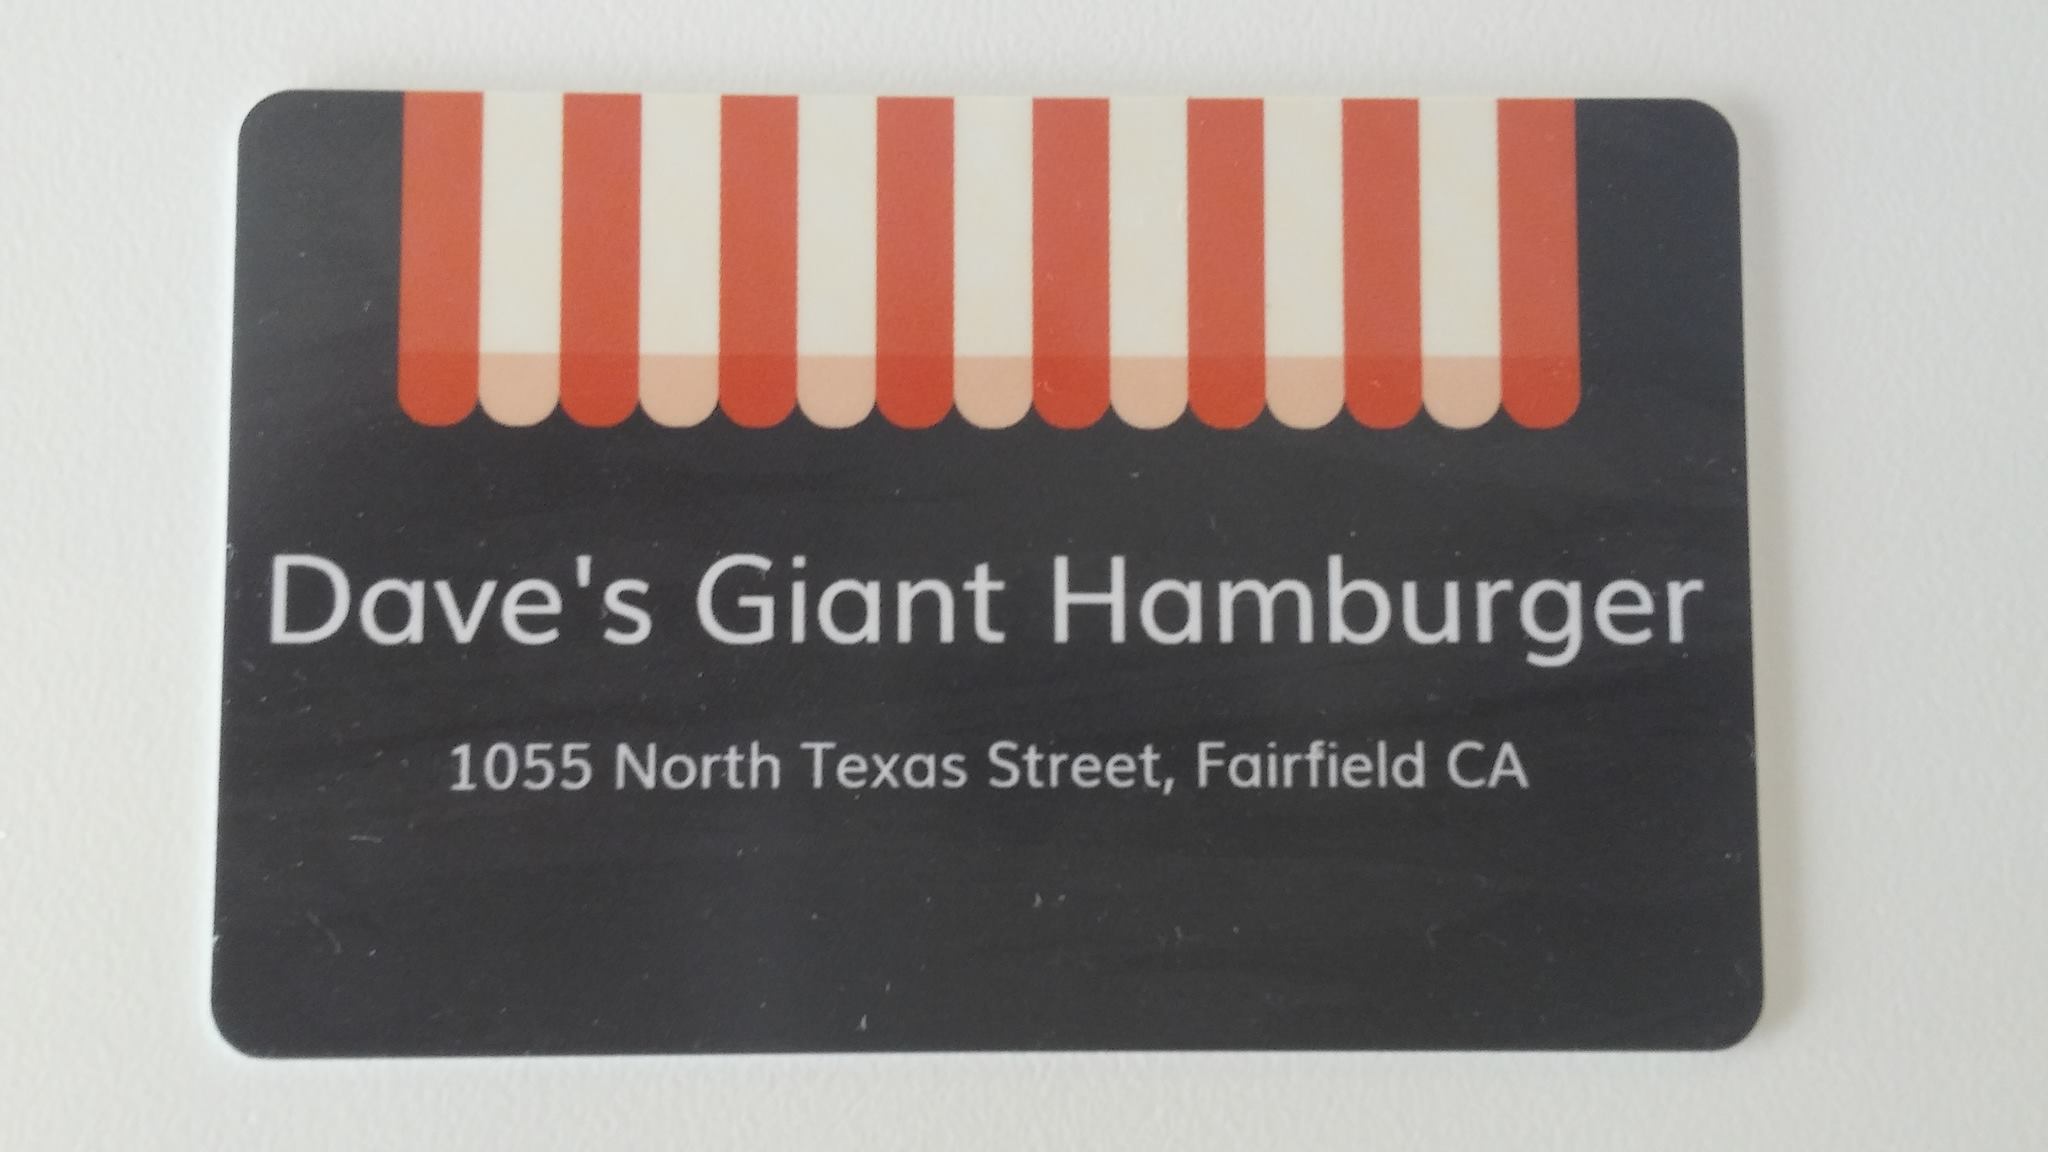 Dave's Giant Hamburger
1055 North Texas Street, Fairfield CA